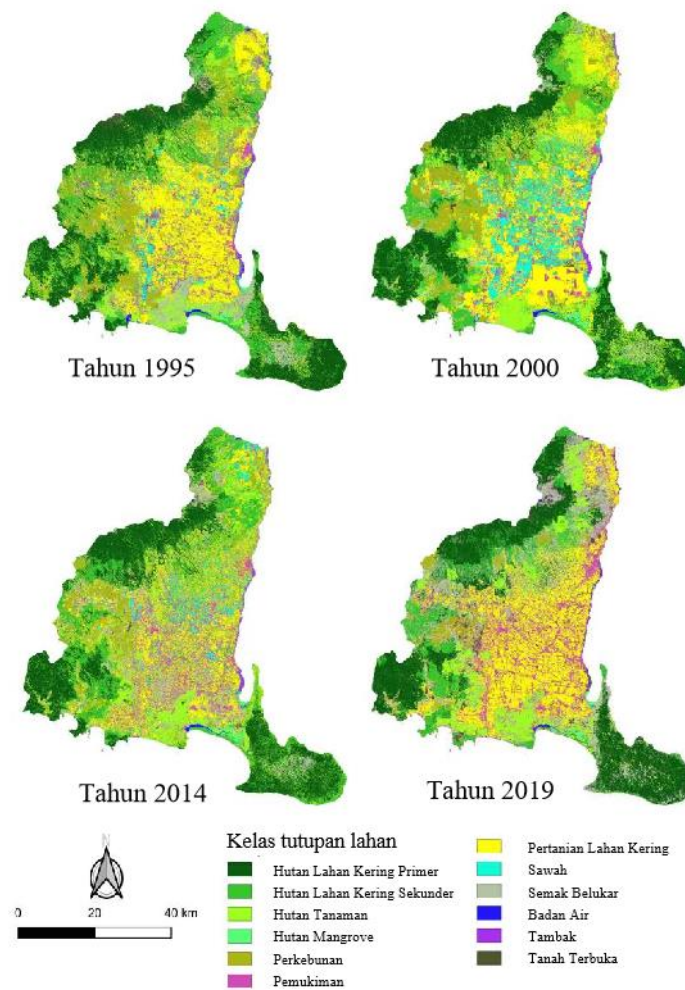 Tahun 1995
Tahun 2000
Tahun 2014
Tahun 2019
N
0 20 40 km
Kelas tutupan lahan
Hutan Lahan Kering Primer
Hutan Lahan Kering Sekunder
Hutan Tanaman
Hutan Mangrove
Perkebunan
Pemukiman
Pertanian Lahan Kering
Sawah
Semak Belukar
Badan Air
Tambak
Tanah Terbuka